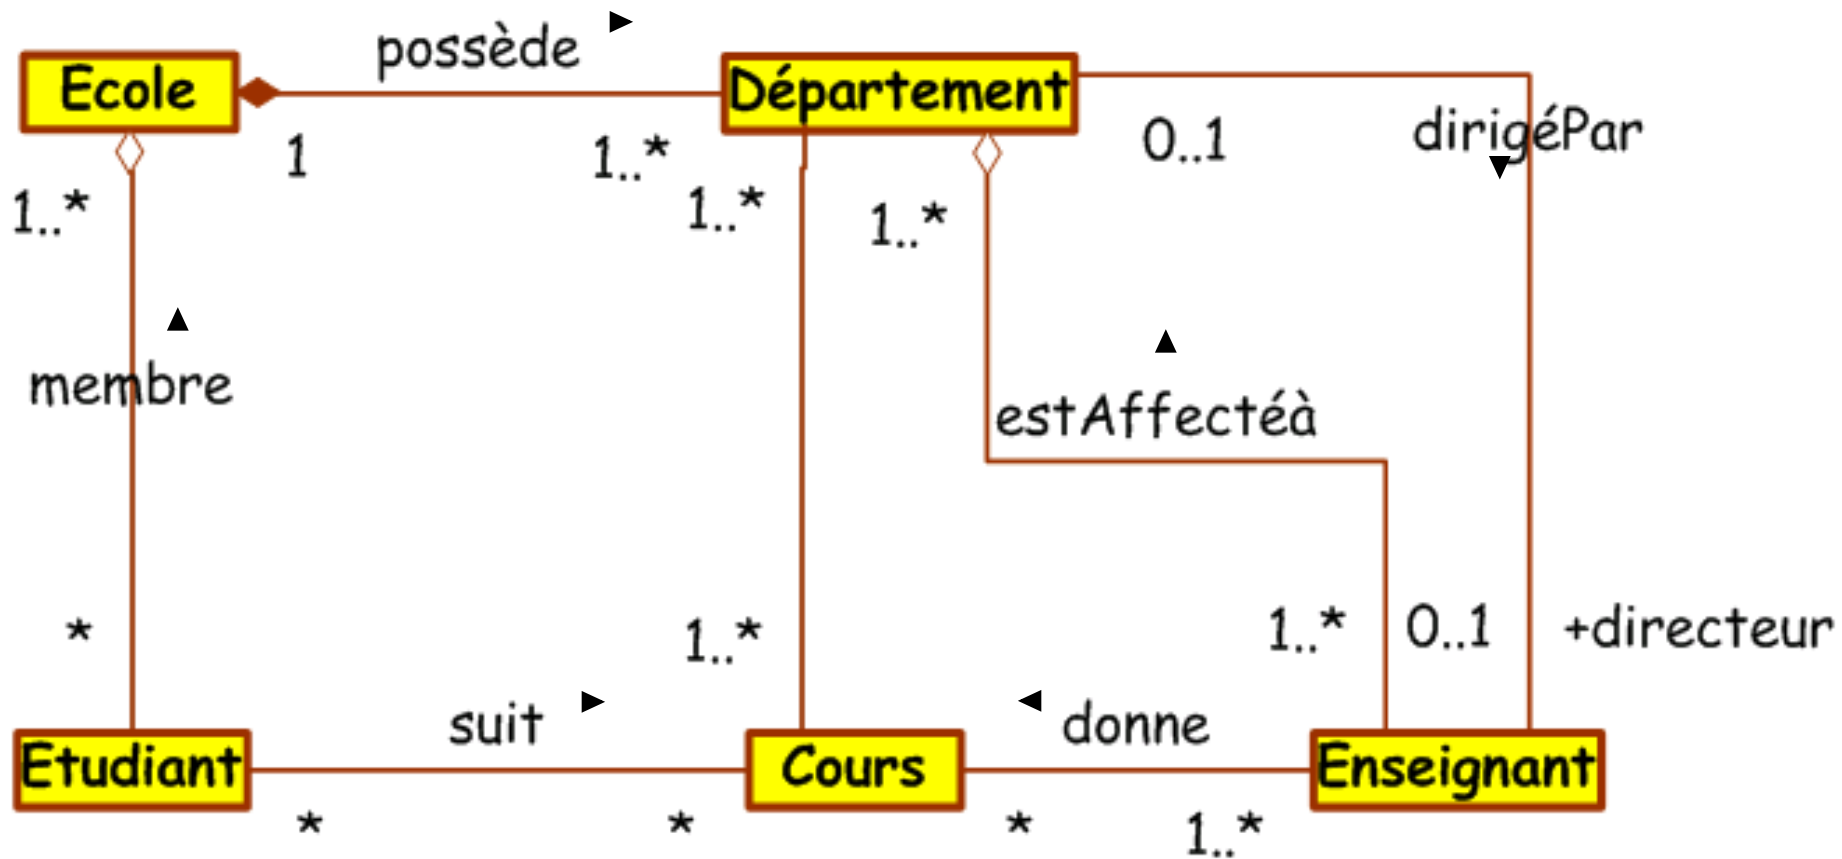 possède
Ecole
Département
1
1..*
0..1
dirigéPar
1..*
1..*
1..*
membre
estAffectéà
*
1..*
1..*
0..1
+directeur
suit
donne
Etudiant
Cours
Enseignant
*
*
*
1..*